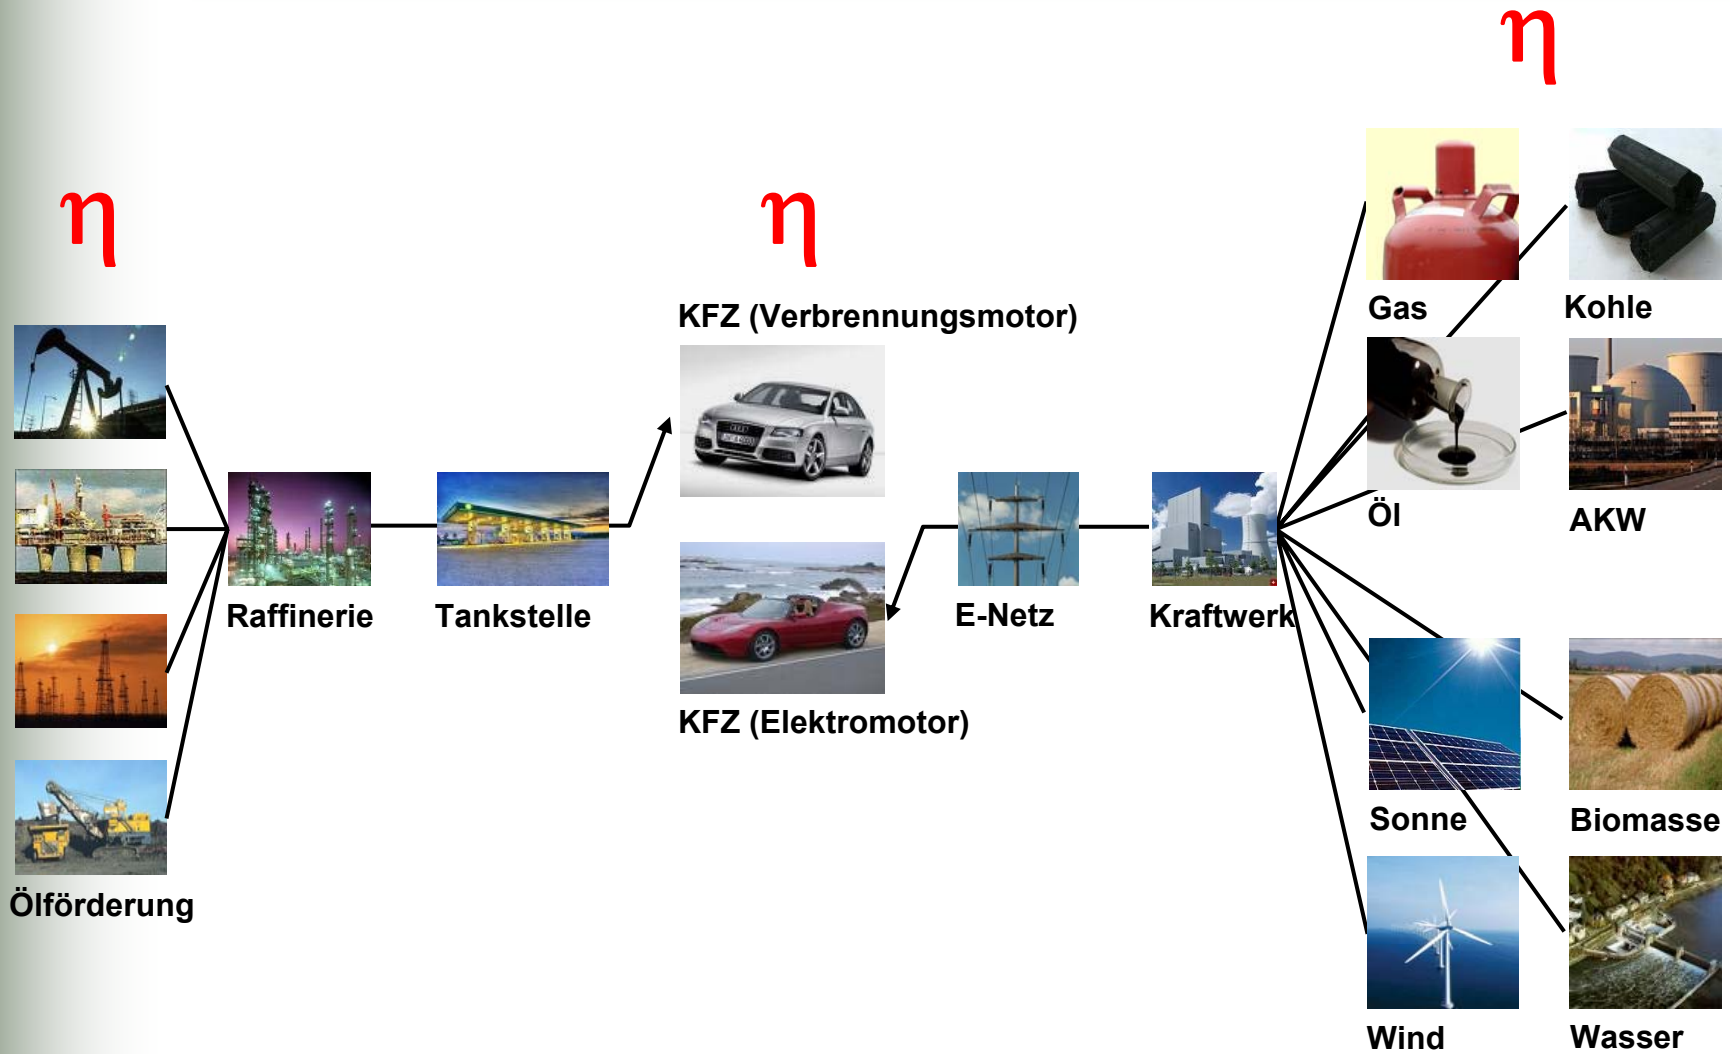 η
η
η
KFZ (Verbrennungsmotor)
Gas
Kohle
Öl
AKW
Raffinerie
Tankstelle
E-Netz
Kraftwerk
KFZ (Elektromotor)
Sonne
Biomasse
Ölförderung
Wind
Wasser